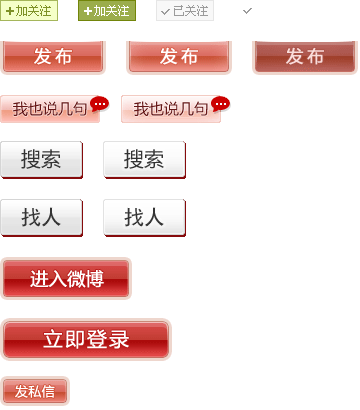 +加关注 +加关注 ✓已关注 ✓
发布 发布 发布
我也说几句 我也说几句
搜索 搜索
找人 找人
进入微博
立即登录
发私信